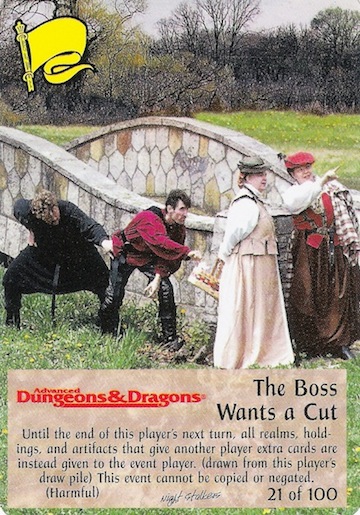 The Boss
Wants a Cut
Advanced
Dungeons & Dragons®
Until the end of this player's next turn, all realms, hold-
ings, and artifacts that give another player extra cards are
instead given to the event player. (drawn from this player's
draw pile) This event cannot be copied or negated.
(Harmful)
Night Stalkers
21 of 100